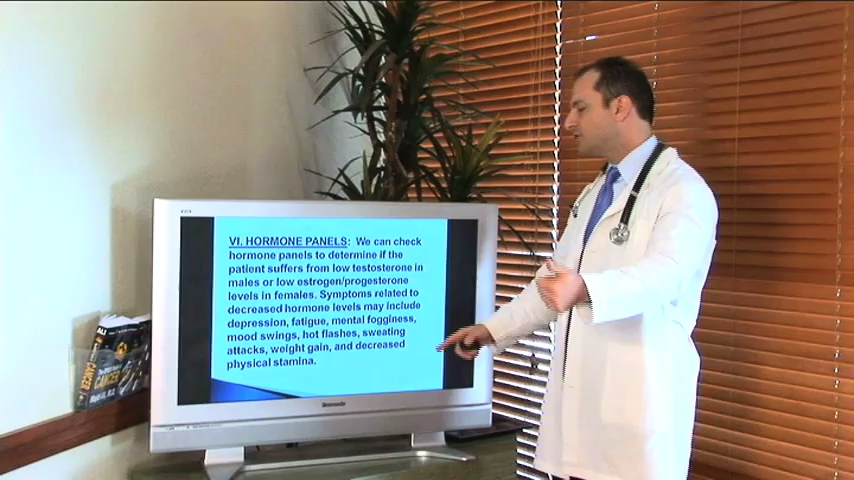 VI. HORMONE PANELS: We can check
hormone panels to determine if the
patient suffers from low testosterone in
males or low estrogen/progesterone
levels in females. Symptoms related to
decreased hormone levels may include
depression, fatigue, mental fogginess,
mood swings, hot flashes, sweating
attacks, weight gain, and decreased
physical stamina.
CANCER